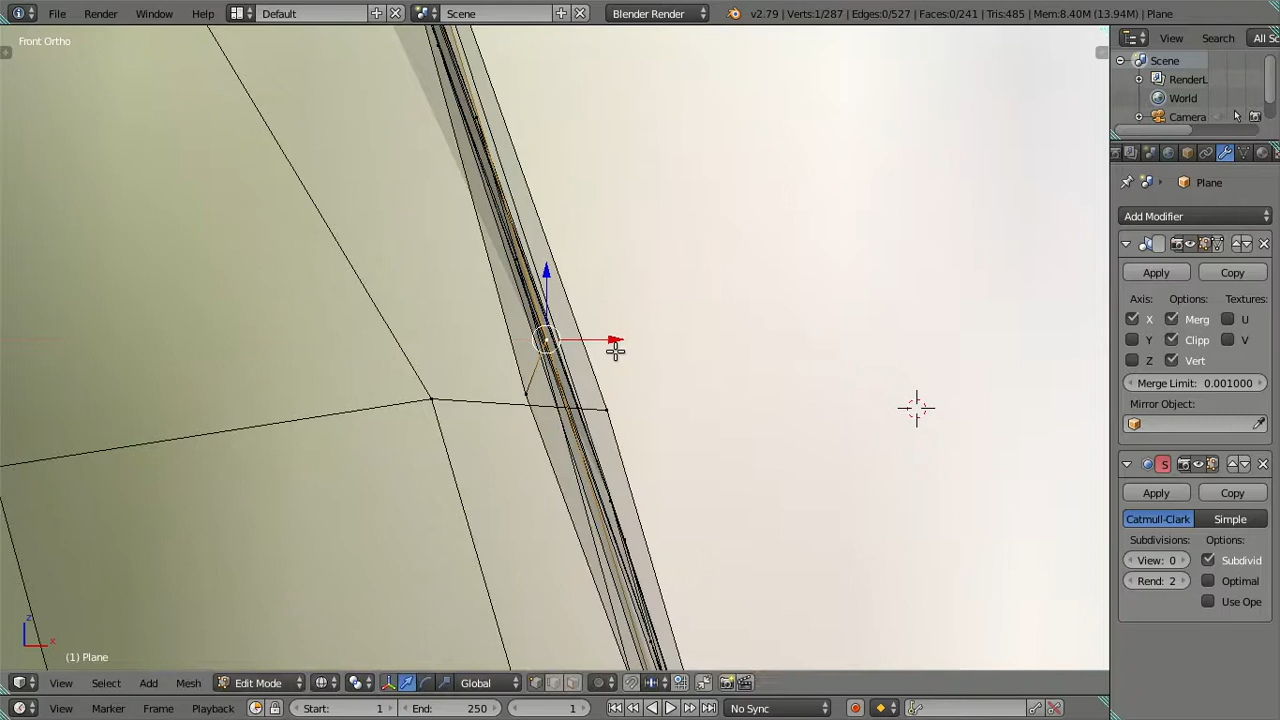 File Render Window Help Default Scene Blender Render v2.79 | Verts:1/287 | Edges:0/527 | Faces:0/241 | Tris:485 | Mem:8.40M (13.94M) | Plane
Front Ortho
View Search All Sc
Scene
RenderL
World
Camera
Plane
Add Modifier
Apply Copy
Axis: Options: Textures:
X Merg U
Y Clipp V
Z Vert
Merge Limit: 0.001000
Mirror Object:
S
Apply Copy
Catmull-Clark Simple
Subdivisions: Options:
View: 0 Subdivid
Rend: 2 Optimal
Use Ope
z
x
(1) Plane
View Select Add Mesh Edit Mode Global
View Marker Frame Playback Start: 1 End: 250 1 No Sync